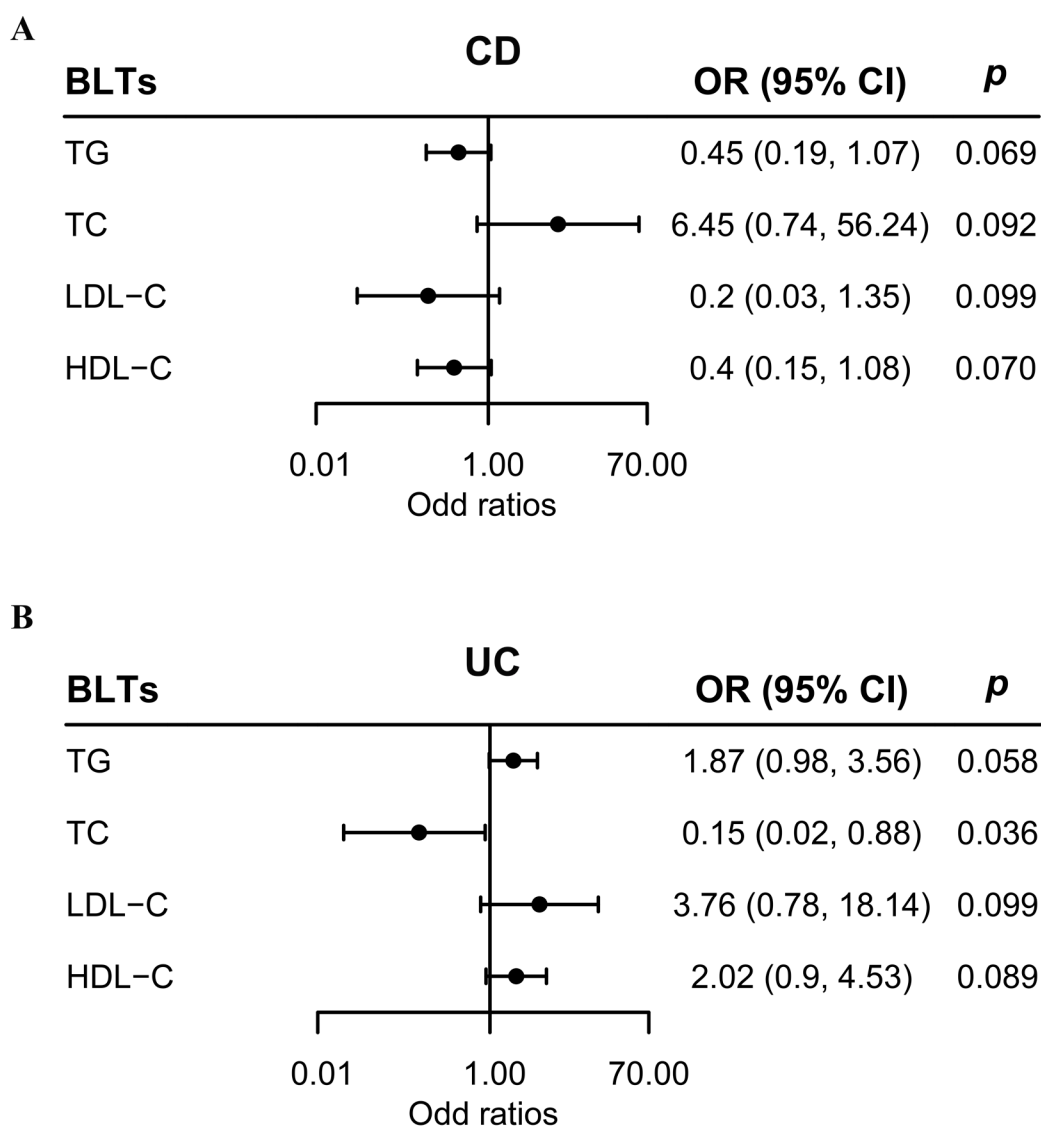 A
CD
BLTs OR (95% CI) p
TG 0.45 (0.19, 1.07) 0.069
TC 6.45 (0.74, 56.24) 0.092
LDL−C 0.2 (0.03, 1.35) 0.099
HDL−C 0.4 (0.15, 1.08) 0.070
0.01 1.00 70.00
Odd ratios
B
UC
BLTs OR (95% CI) p
TG 1.87 (0.98, 3.56) 0.058
TC 0.15 (0.02, 0.88) 0.036
LDL−C 3.76 (0.78, 18.14) 0.099
HDL−C 2.02 (0.9, 4.53) 0.089
0.01 1.00 70.00
Odd ratios